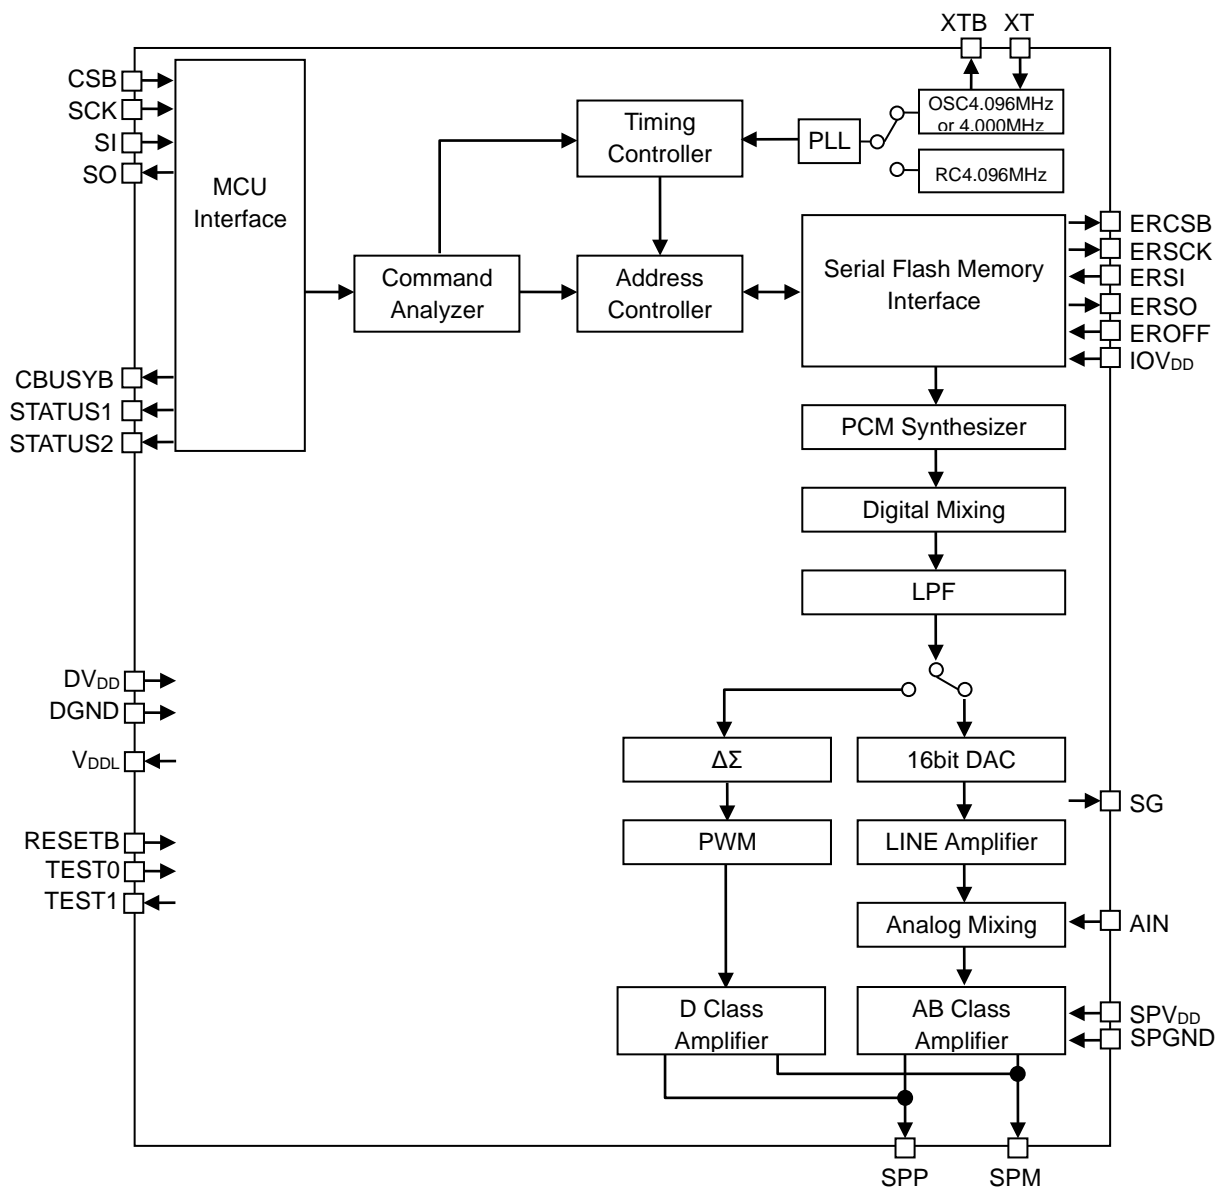 XTB XT
CSB
SCK
SI
SO
MCU
Interface
Timing
Controller
PLL
OSC4.096MHz
or 4.000MHz
RC4.096MHz
Command
Analyzer
Address
Controller
Serial Flash Memory
Interface
ERCSB
ERSCK
ERSI
ERSO
EROFF
IOVDD
CBUSYB
STATUS1
STATUS2
PCM Synthesizer
Digital Mixing
LPF
DVDD
DGND
VDDL
ΔΣ
16bit DAC
SG
RESETB
TEST0
TEST1
PWM
LINE Amplifier
Analog Mixing
AIN
D Class
Amplifier
AB Class
Amplifier
SPVDD
SPGND
SPP SPM